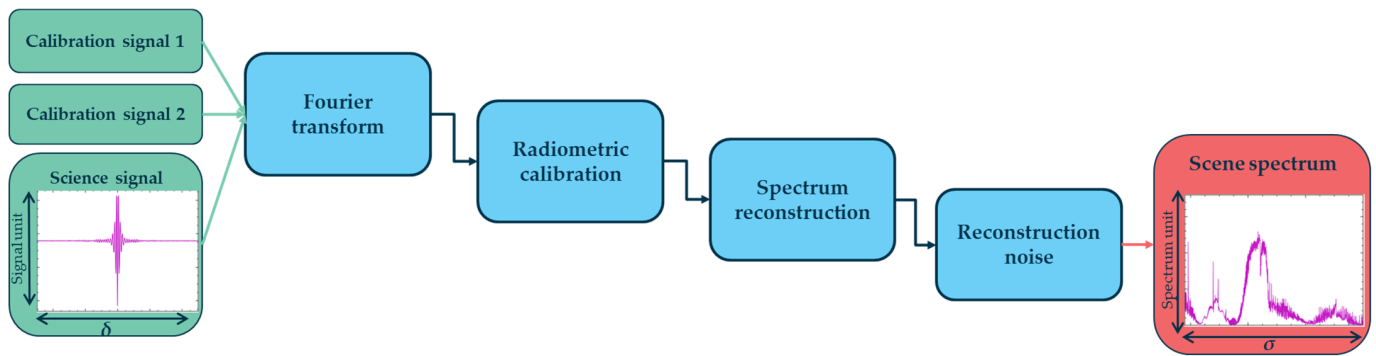 Calibration signal 1
Calibration signal 2
Science signal
Signal unit
δ
Fourier
transform
Radiometric
calibration
Spectrum
reconstruction
Reconstruction
noise
Scene spectrum
Spectrum unit
σ